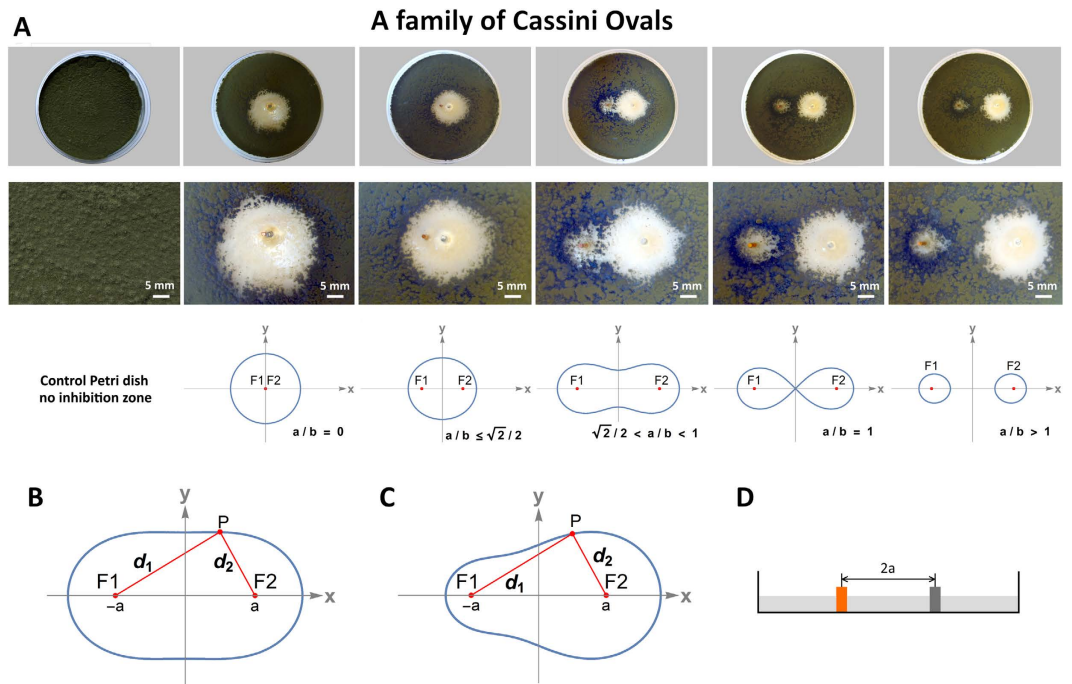 A
A family of Cassini Ovals
5 mm
5 mm
5 mm
5 mm
5 mm
5 mm
Control Petri dish
no inhibition zone
y
F1 F2
x
a / b = 0
y
F1
F2
x
a / b ≤ √2 / 2
y
F1
F2
x
√2 / 2 < a / b < 1
y
F1
F2
x
a / b = 1
y
F1
F2
x
a / b > 1
B
y
P
d1
d2
F1
F2
x
–a
a
C
y
P
d1
d2
F1
F2
x
–a
a
D
2a